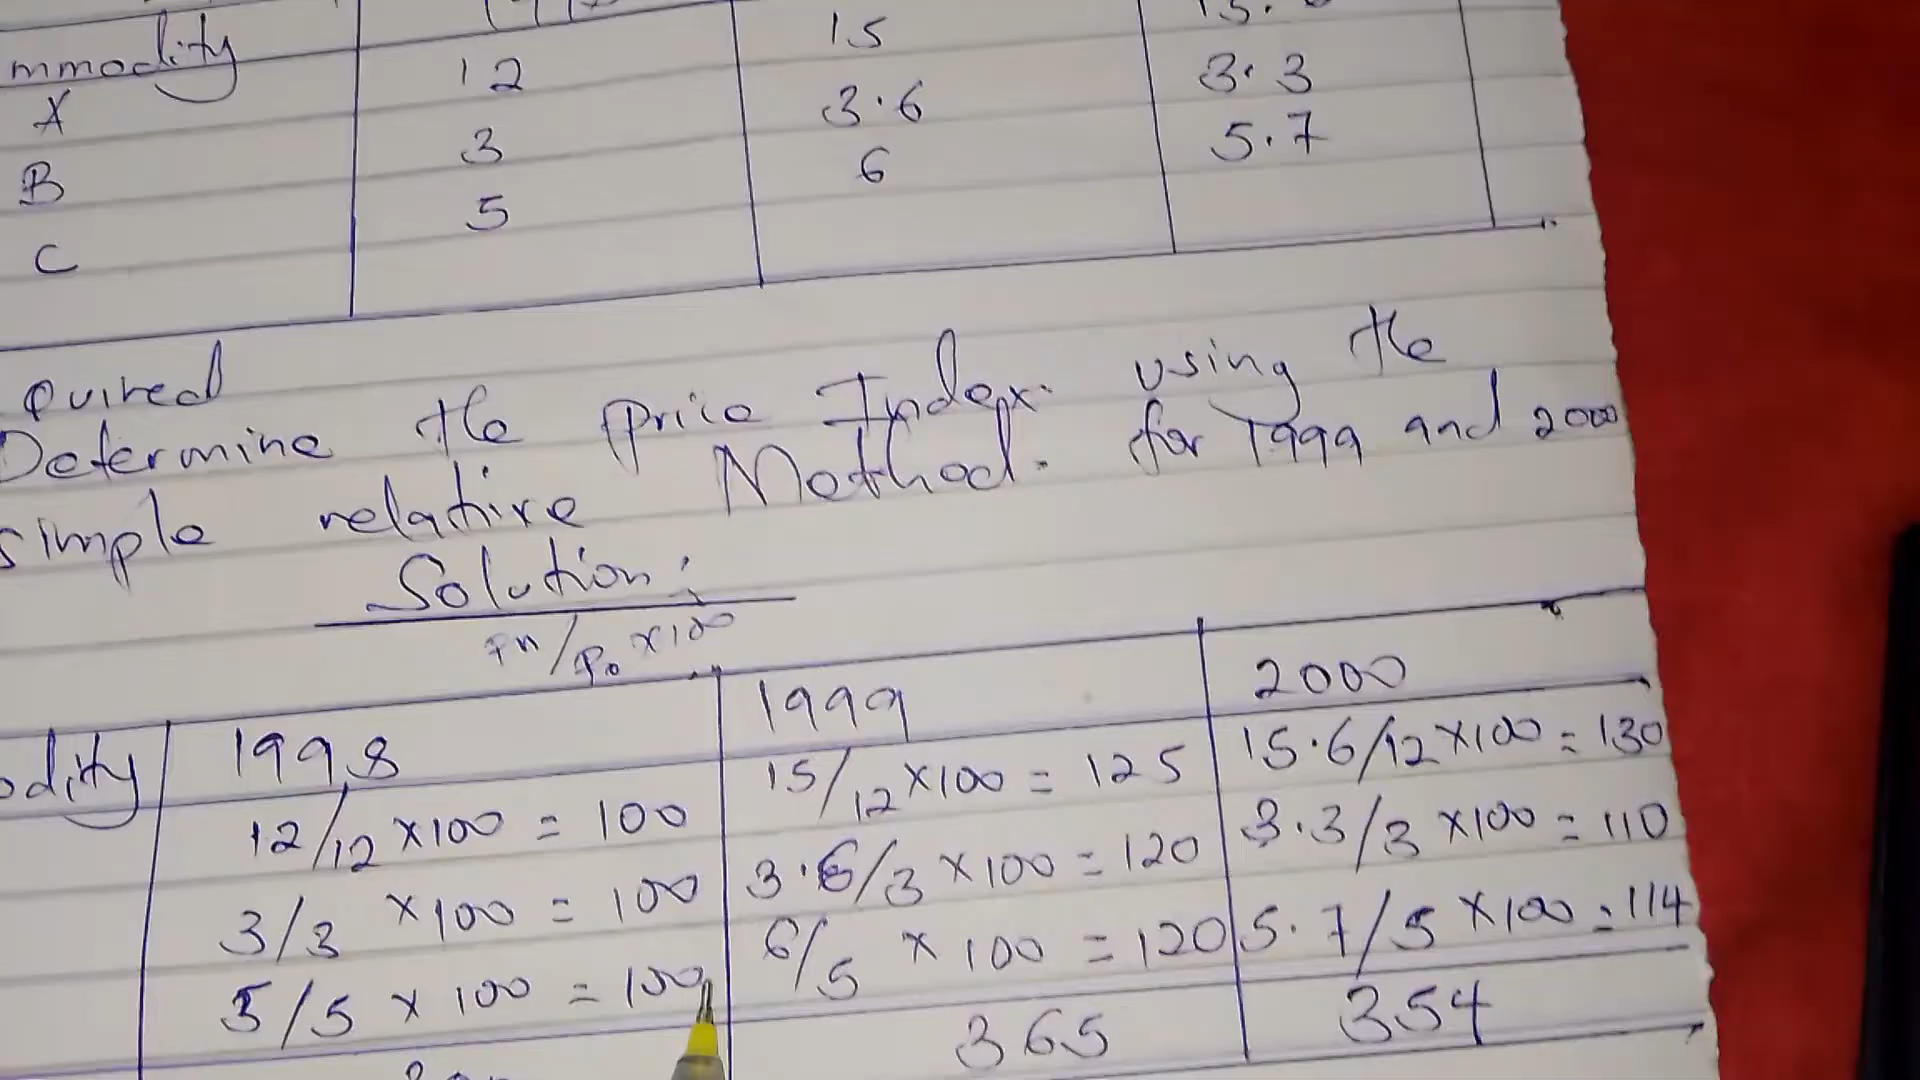 mmodity
A 12 15
B 3 3.6 3.3
C 5 6 5.7
quired
Determine the price Index using the
simple relative Method. for 1999 and 2000
Solution:
Pn/Po x100
odity 1998 1999 2000
12/12 x100 = 100 15/12 x100 = 125 15.6/12 x100 = 130
3/3 x100 = 100 3.6/3 x100 = 120 3.3/3 x100 = 110
5/5 x 100 = 100 6/5 x 100 = 120 5.7/5 x100 = 114
365 354